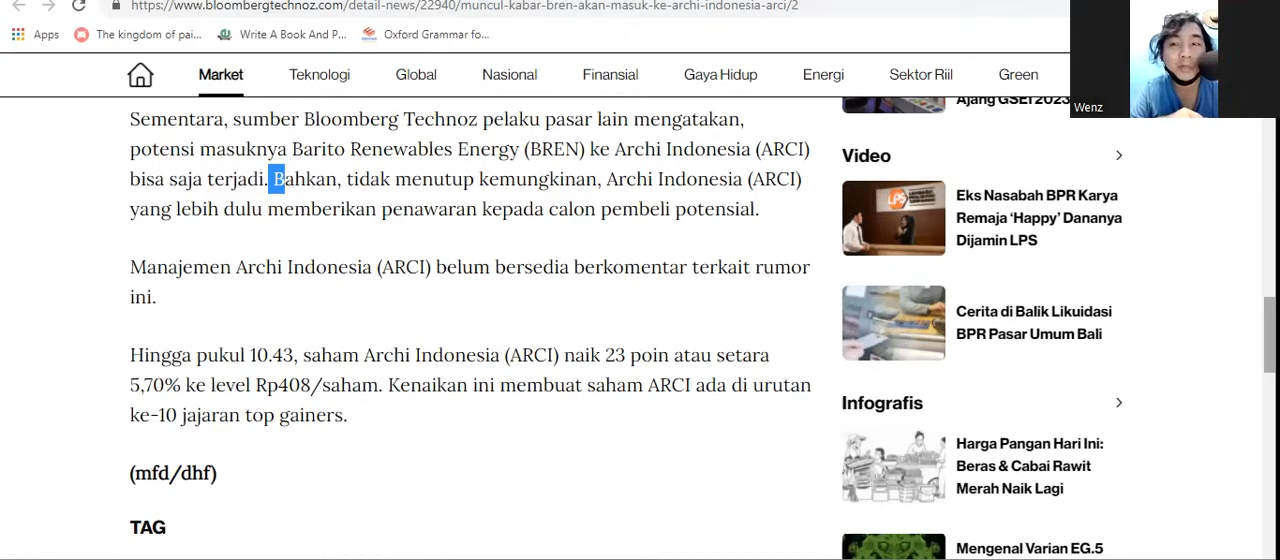 https://www.bloombergtechnoz.com/detail-news/22940/muncul-kabar-bren-akan-masuk-ke-archi-indonesia-arci/2
Apps The kingdom of pai... Write A Book And P... Oxford Grammar fo...
Market Teknologi Global Nasional Finansial Gaya Hidup Energi Sektor Riil Green
Wenz
Sementara, sumber Bloomberg Technoz pelaku pasar lain mengatakan,
potensi masuknya Barito Renewables Energy (BREN) ke Archi Indonesia (ARCI)
bisa saja terjadi. Bahkan, tidak menutup kemungkinan, Archi Indonesia (ARCI)
yang lebih dulu memberikan penawaran kepada calon pembeli potensial.
Manajemen Archi Indonesia (ARCI) belum bersedia berkomentar terkait rumor
ini.
Hingga pukul 10.43, saham Archi Indonesia (ARCI) naik 23 poin atau setara
5,70% ke level Rp408/saham. Kenaikan ini membuat saham ARCI ada di urutan
ke-10 jajaran top gainers.
(mfd/dhf)
TAG
Ajang GSEI 2023
Video
Eks Nasabah BPR Karya
Remaja ‘Happy’ Dananya
Dijamin LPS
Cerita di Balik Likuidasi
BPR Pasar Umum Bali
Infografis
Harga Pangan Hari Ini:
Beras & Cabai Rawit
Merah Naik Lagi
Mengenal Varian EG.5